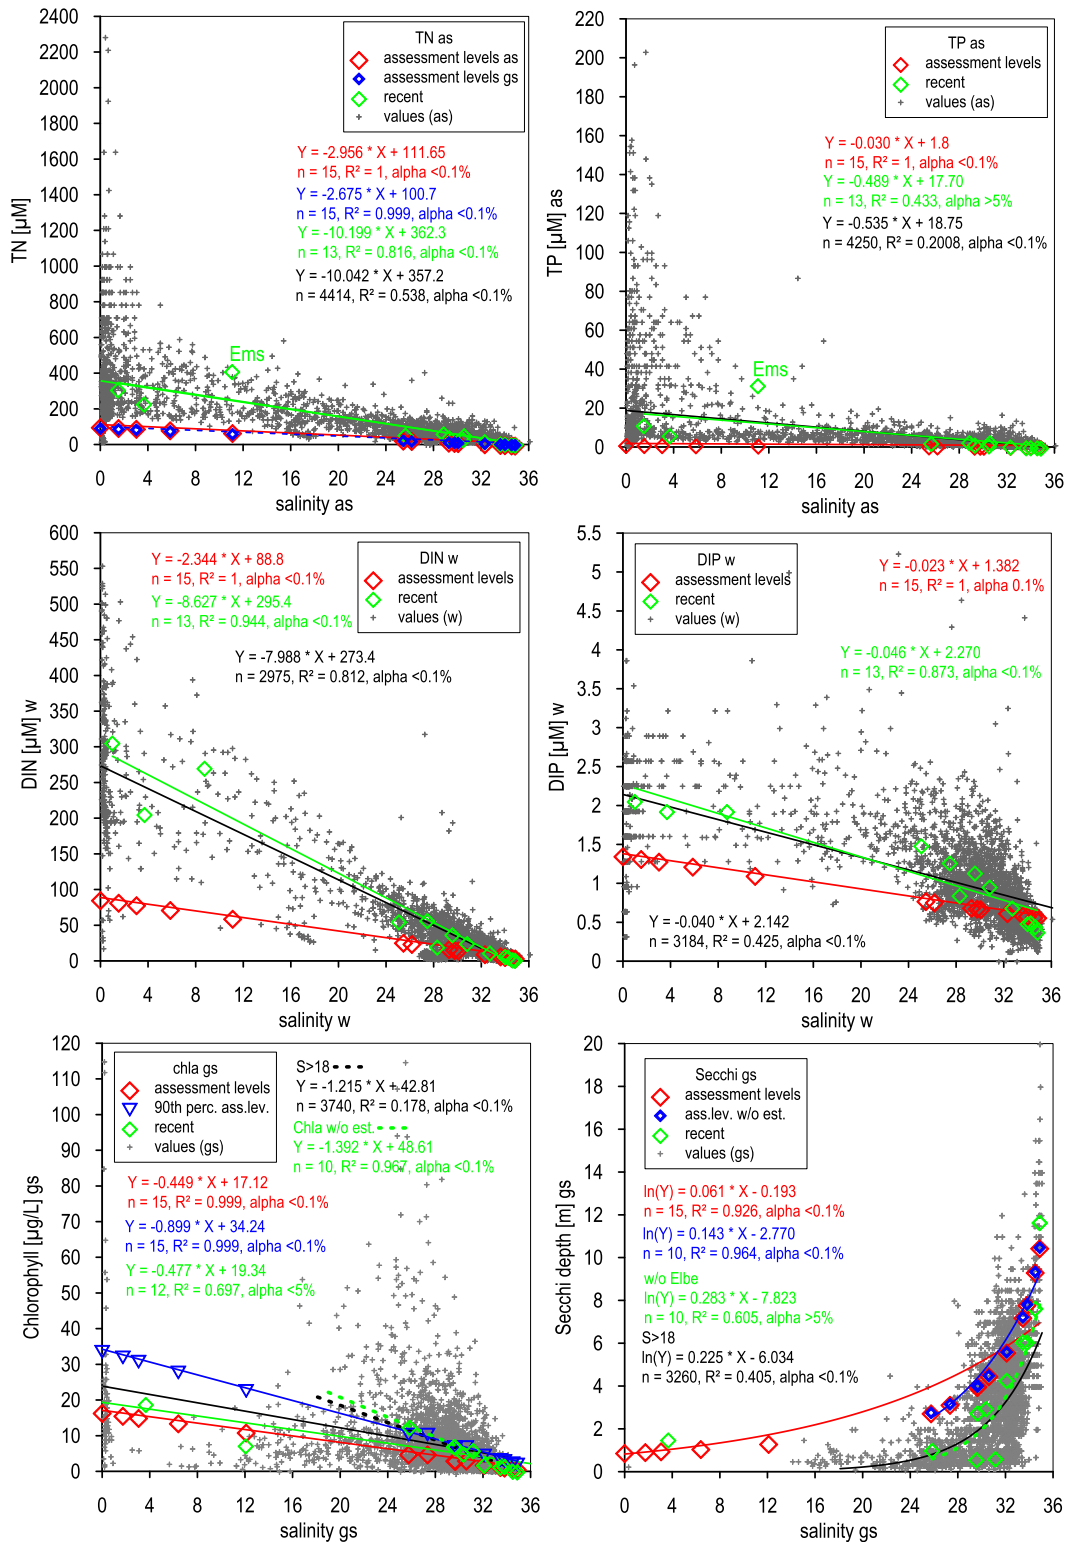 TN as
assessment levels as
assessment levels gs
recent
values (as)
Y = -2.956 * X + 111.65
n = 15, R² = 1, alpha <0.1%
Y = -2.675 * X + 100.7
n = 15, R² = 0.999, alpha <0.1%
Y = -10.199 * X + 362.3
n = 13, R² = 0.816, alpha <0.1%
Y = -10.042 * X + 357.2
n = 4414, R² = 0.538, alpha <0.1%
Ems
TN [µM]
2400
2200
2000
1800
1600
1400
1200
1000
800
600
400
200
0
0 4 8 12 16 20 24 28 32 36
salinity as
TP as
assessment levels
recent
values (as)
Y = -0.030 * X + 1.8
n = 15, R² = 1, alpha <0.1%
Y = -0.489 * X + 17.70
n = 13, R² = 0.433, alpha >5%
Y = -0.535 * X + 18.75
n = 4250, R² = 0.2008, alpha <0.1%
Ems
TP [µM] as
220
200
180
160
140
120
100
80
60
40
20
0
0 4 8 12 16 20 24 28 32 36
salinity as
DIN w
assessment levels
recent
values (w)
Y = -2.344 * X + 88.8
n = 15, R² = 1, alpha <0.1%
Y = -8.627 * X + 295.4
n = 13, R² = 0.944, alpha <0.1%
Y = -7.988 * X + 273.4
n = 2975, R² = 0.812, alpha <0.1%
DIN [µM] w
600
550
500
450
400
350
300
250
200
150
100
50
0
0 4 8 12 16 20 24 28 32 36
salinity w
DIP w
assessment levels
recent
values (w)
Y = -0.023 * X + 1.382
n = 15, R² = 1, alpha 0.1%
Y = -0.046 * X + 2.270
n = 13, R² = 0.873, alpha <0.1%
Y = -0.040 * X + 2.142
n = 3184, R² = 0.425, alpha <0.1%
DIP [µM] w
5.5
5
4.5
4
3.5
3
2.5
2
1.5
1
0.5
0
0 4 8 12 16 20 24 28 32 36
salinity w
chla gs
assessment levels
90th perc. ass.lev.
recent
values (gs)
S>18
Y = -1.215 * X + 42.81
n = 3740, R² = 0.178, alpha <0.1%
Chla w/o est.
Y = -1.392 * X + 48.61
n = 10, R² = 0.967, alpha <0.1%
Y = -0.449 * X + 17.12
n = 15, R² = 0.999, alpha <0.1%
Y = -0.899 * X + 34.24
n = 15, R² = 0.999, alpha <0.1%
Y = -0.477 * X + 19.34
n = 12, R² = 0.697, alpha <5%
Chlorophyll [µg/L] gs
120
110
100
90
80
70
60
50
40
30
20
10
0
0 4 8 12 16 20 24 28 32 36
salinity gs
Secchi gs
assessment levels
ass.lev. w/o est.
recent
values (gs)
ln(Y) = 0.061 * X - 0.193
n = 15, R² = 0.926, alpha <0.1%
ln(Y) = 0.143 * X - 2.770
n = 10, R² = 0.964, alpha <0.1%
w/o Elbe
ln(Y) = 0.283 * X - 7.823
n = 10, R² = 0.605, alpha >5%
S>18
ln(Y) = 0.225 * X - 6.034
n = 3260, R² = 0.405, alpha <0.1%
Secchi depth [m] gs
20
18
16
14
12
10
8
6
4
2
0
0 4 8 12 16 20 24 28 32 36
salinity gs